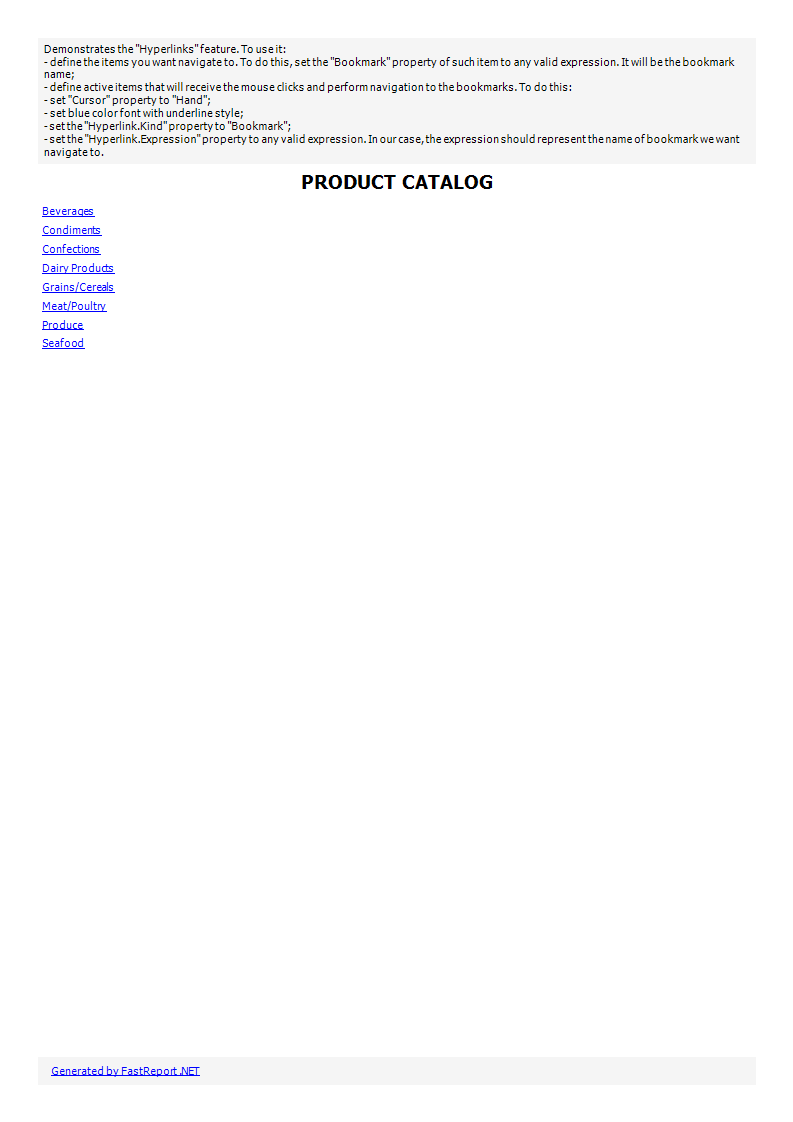 Demonstrates the "Hyperlinks" feature. To use it:
- define the items you want navigate to. To do this, set the "Bookmark" property of such item to any valid expression. It will be the bookmark
name;
- define active items that will receive the mouse clicks and perform navigation to the bookmarks. To do this:
- set "Cursor" property to "Hand";
- set blue color font with underline style;
- set the "Hyperlink.Kind" property to "Bookmark";
- set the "Hyperlink.Expression" property to any valid expression. In our case, the expression should represent the name of bookmark we want
navigate to.
PRODUCT CATALOG
Beverages
Condiments
Confections
Dairy Products
Grains/Cereals
Meat/Poultry
Produce
Seafood
Generated by FastReport .NET